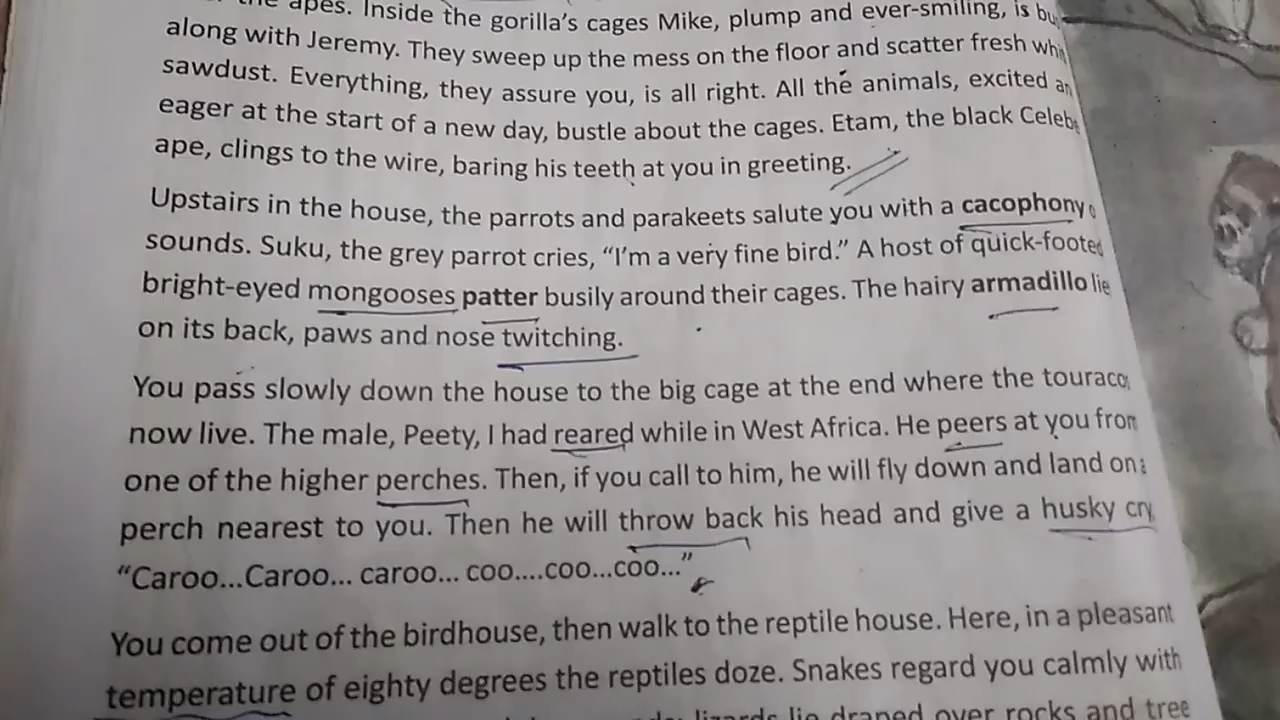 the apes. Inside the gorilla's cages Mike, plump and ever-smiling, is
along with Jeremy. They sweep up the mess on the floor and scatter fresh
sawdust. Everything, they assure you, is all right. All the animals, excited
eager at the start of a new day, bustle about the cages. Etam, the black
ape, clings to the wire, baring his teeth at you in greeting.
Upstairs in the house, the parrots and parakeets salute you with a cacophony
sounds. Suku, the grey parrot cries, “I'm a very fine bird.” A host of quick-footed
bright-eyed mongooses patter busily around their cages. The hairy armadillo
on its back, paws and nose twitching.
You pass slowly down the house to the big cage at the end where the
now live. The male, Peety, I had reared while in West Africa. He peers at you from
one of the higher perches. Then, if you call to him, he will fly down and land on
perch nearest to you. Then he will throw back his head and give a husky cry
“Caroo...Caroo... caroo... coo....coo...coo...”
You come out of the birdhouse, then walk to the reptile house. Here, in a pleasant
temperature of eighty degrees the reptiles doze. Snakes regard you calmly with
lizards lie draped over rocks and tree